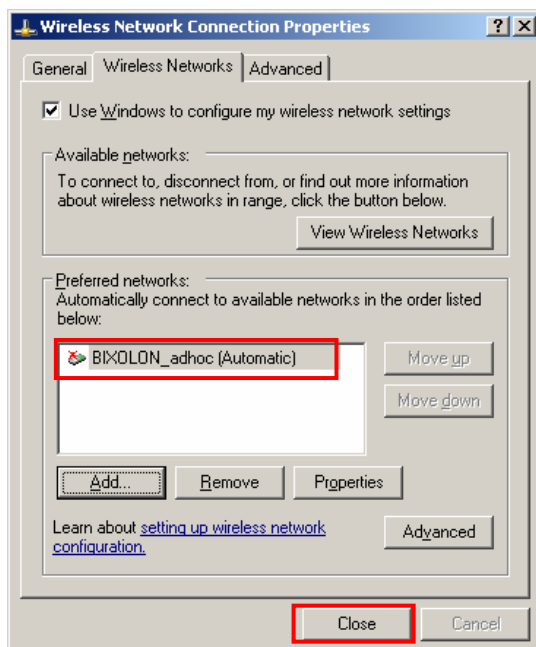 Wireless Network Connection Properties
General Wireless Networks Advanced
Use Windows to configure my wireless network settings
Available networks:
To connect to, disconnect from, or find out more information
about wireless networks in range, click the button below.
View Wireless Networks
Preferred networks:
Automatically connect to available networks in the order listed
below:
BIXOLON_adhoc (Automatic)
Move up
Move down
Add... Remove Properties
Learn about setting up wireless network
configuration.
Advanced
Close Cancel